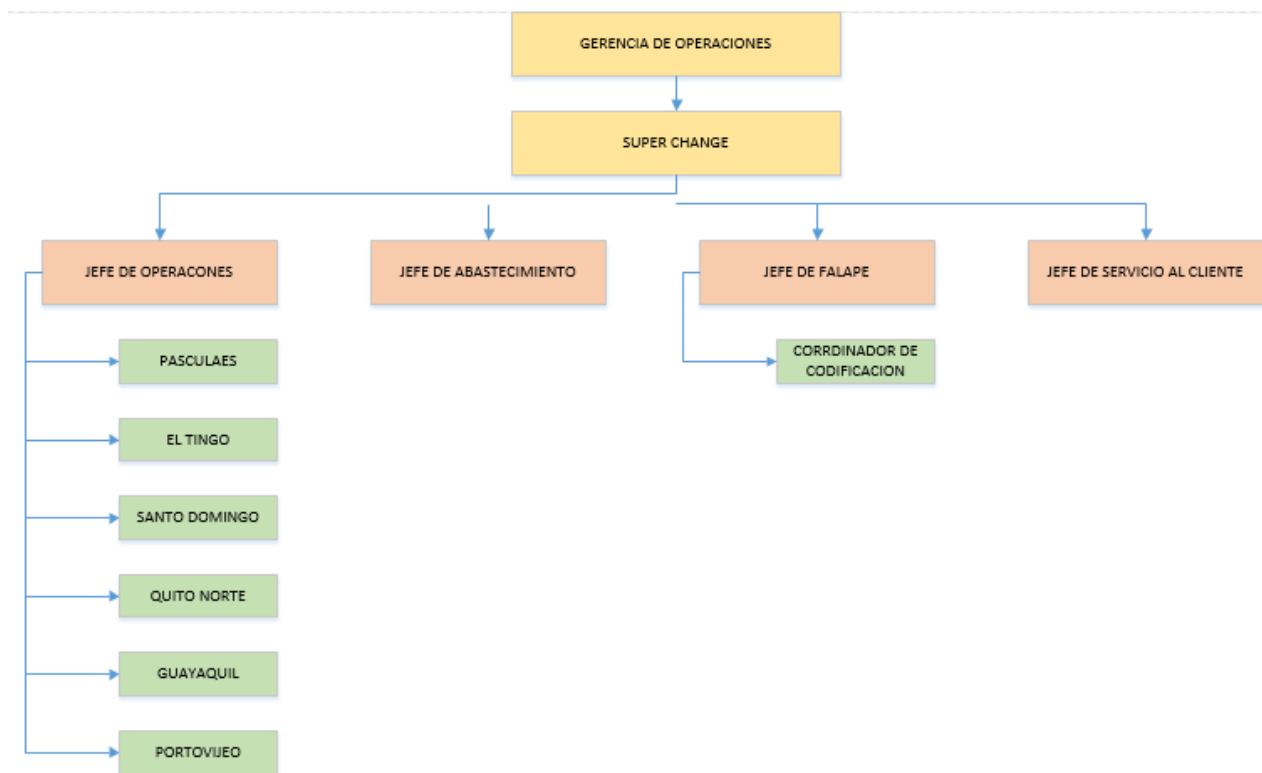 GERENCIA DE OPERACIONES
SUPER CHANGE
JEFE DE OPERACONES
JEFE DE ABASTECIMIENTO
JEFE DE FALAPE
JEFE DE SERVICIO AL CLIENTE
PASCULAES
CORRDINADOR DE
CODIFICACION
EL TINGO
SANTO DOMINGO
QUITO NORTE
GUAYAQUIL
PORTOVIJEO